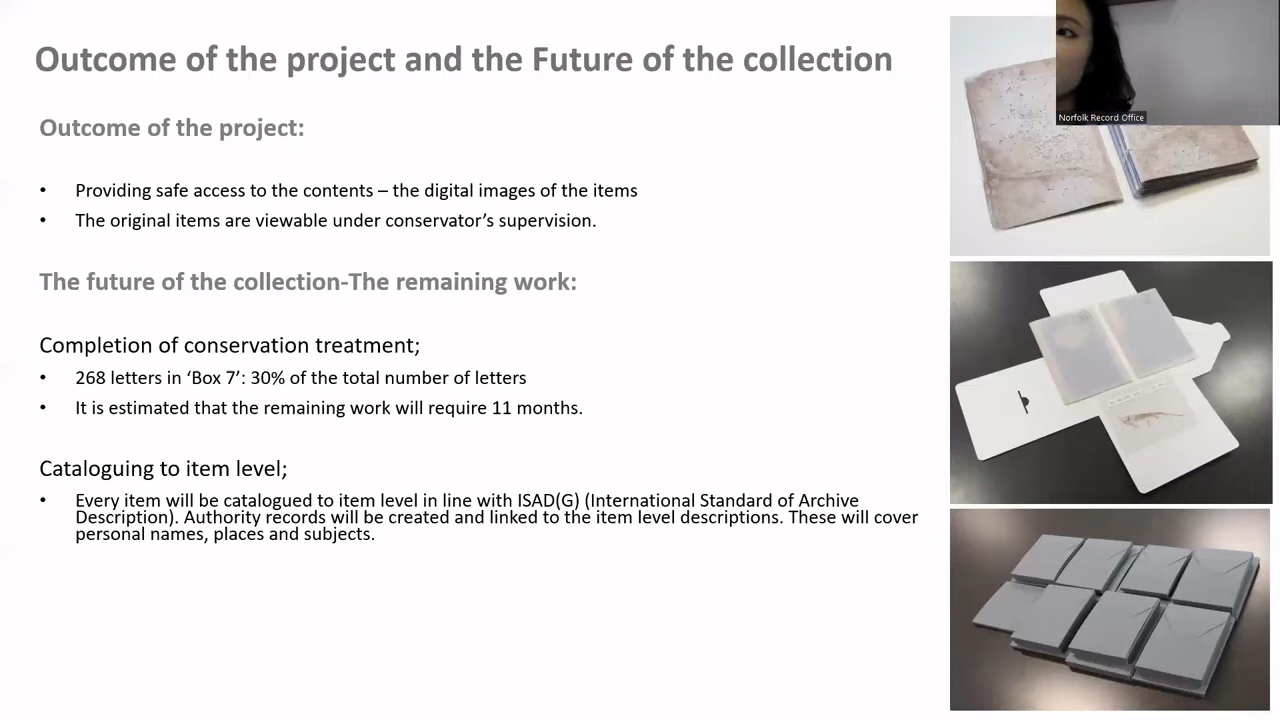 Outcome of the project and the Future of the collection
Norfolk Record Office
Outcome of the project:
• Providing safe access to the contents – the digital images of the items
• The original items are viewable under conservator’s supervision.
The future of the collection-The remaining work:
Completion of conservation treatment;
• 268 letters in ‘Box 7’: 30% of the total number of letters
• It is estimated that the remaining work will require 11 months.
Cataloguing to item level;
• Every item will be catalogued to item level in line with ISAD(G) (International Standard of Archive
Description). Authority records will be created and linked to the item level descriptions. These will cover
personal names, places and subjects.